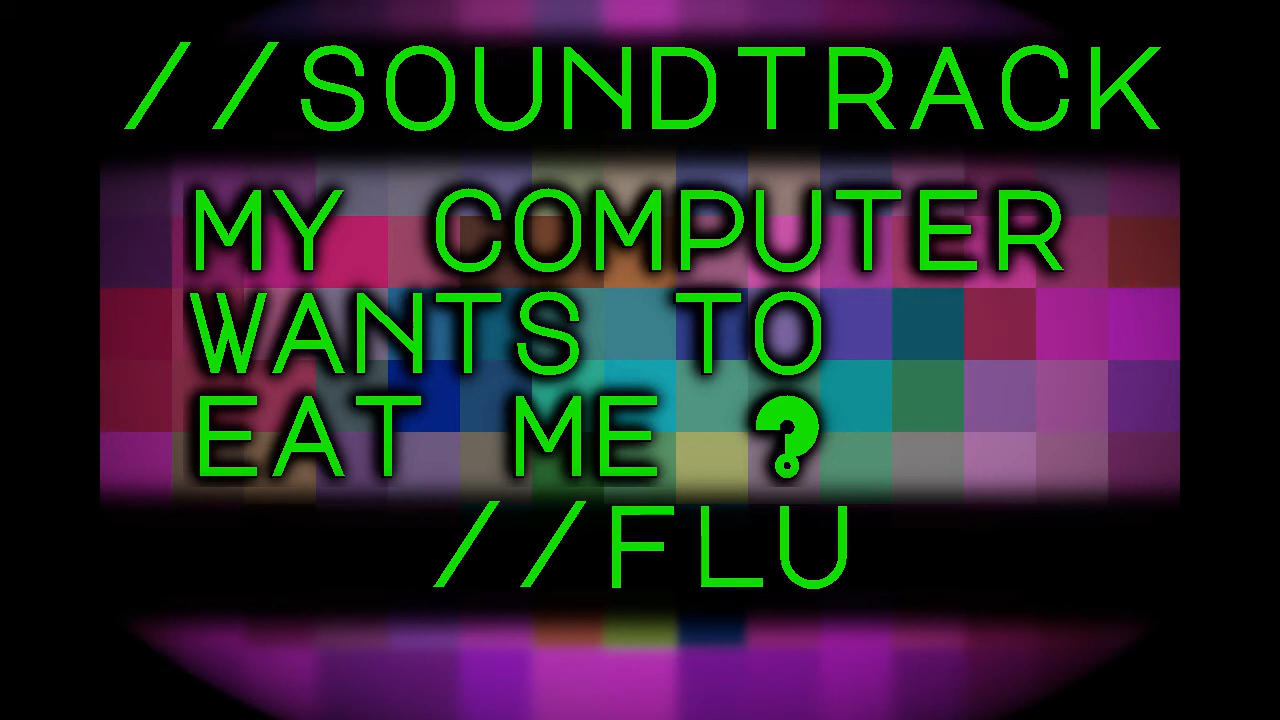 //SOUNDTRACK
MY COMPUTER
WANTS TO
EAT ME ?
//FLU